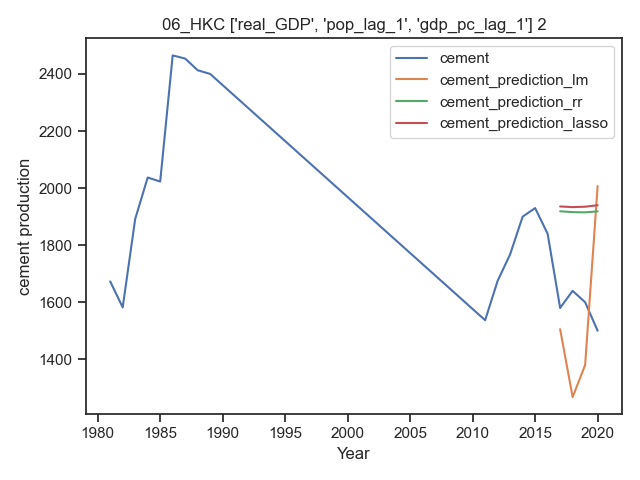 06_HKC ['real_GDP', 'pop_lag_1', 'gdp_pc_lag_1'] 2
cement
cement_prediction_lm
cement_prediction_rr
cement_prediction_lasso
cement production
2400
2200
2000
1800
1600
1400
1980 1985 1990 1995 2000 2005 2010 2015 2020
Year